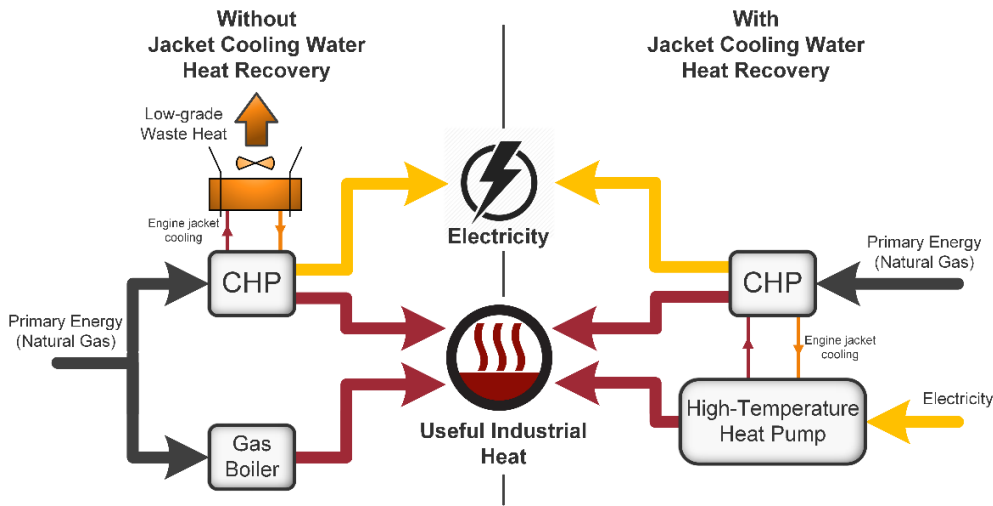 Without
Jacket Cooling Water
Heat Recovery
With
Jacket Cooling Water
Heat Recovery
Low-grade
Waste Heat
Engine jacket
cooling
Electricity
CHP
CHP
Primary Energy
(Natural Gas)
Primary Energy
(Natural Gas)
Engine jacket
cooling
High-Temperature
Heat Pump
Electricity
Useful Industrial
Heat
Gas
Boiler